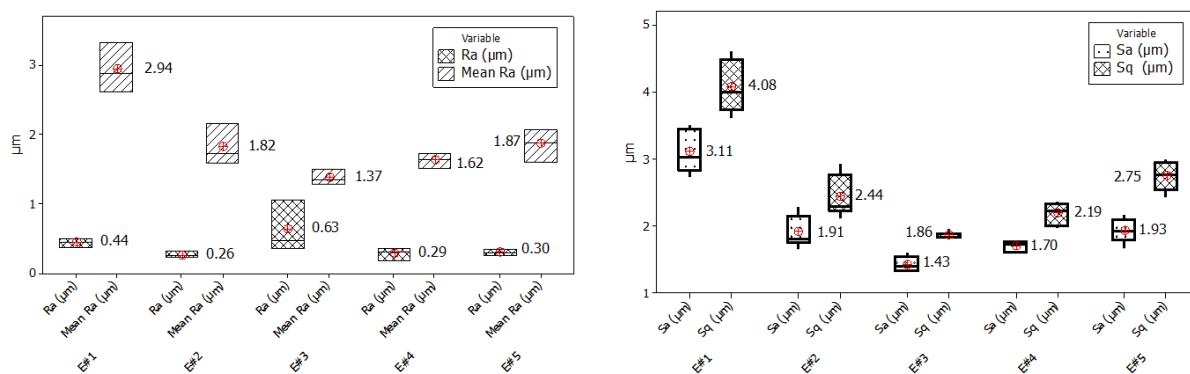 3
2
1
0
µm
Variable
Ra (µm)
Mean Ra (µm)
0.44
2.94
0.26
1.82
0.63
1.37
0.29
1.62
0.30
1.87
Ra (µm)
Mean Ra (µm)
Ra (µm)
Mean Ra (µm)
Ra (µm)
Mean Ra (µm)
Ra (µm)
Mean Ra (µm)
Ra (µm)
Mean Ra (µm)
E#1
E#2
E#3
E#4
E#5
5
4
3
2
1
µm
Variable
Sa (µm)
Sq (µm)
3.11
4.08
1.91
2.44
1.43
1.86
1.70
2.19
1.93
2.75
Sa (µm)
Sq (µm)
Sa (µm)
Sq (µm)
Sa (µm)
Sq (µm)
Sa (µm)
Sq (µm)
Sa (µm)
Sq (µm)
E#1
E#2
E#3
E#4
E#5